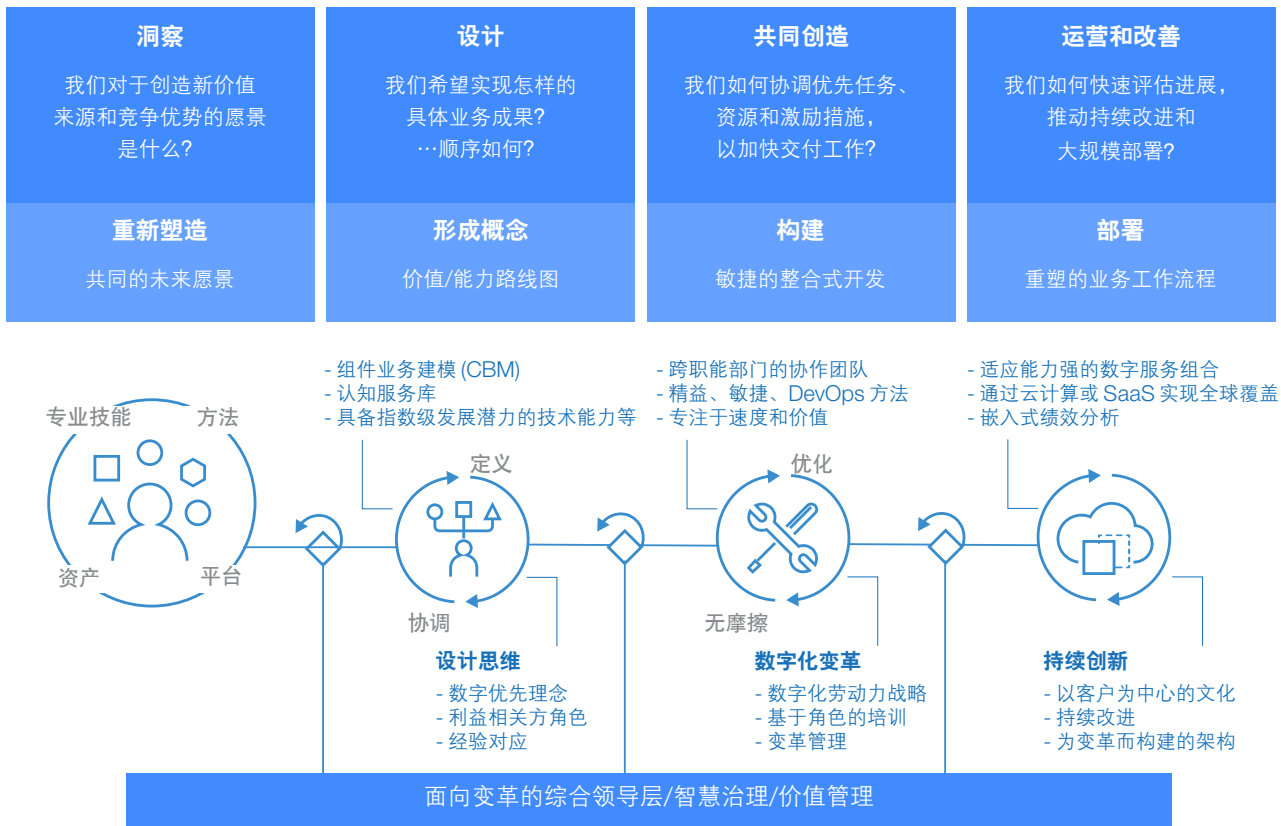 洞察
我们对于创造新价值
来源和竞争优势的愿景
是什么?
设计
我们希望实现怎样的
具体业务成果?
…顺序如何?
共同创造
我们如何协调优先任务、
资源和激励措施，
以加快交付工作?
运营和改善
我们如何快速评估进展，
推动持续改进和
大规模部署?
重新塑造
共同的未来愿景
形成概念
价值/能力路线图
构建
敏捷的整合式开发
部署
重塑的业务工作流程
专业技能
方法
资产
平台
- 组件业务建模 (CBM)
- 认知服务库
- 具备指数级发展潜力的技术能力等
定义
协调
设计思维
- 数字优先理念
- 利益相关方角色
- 经验对应
- 跨职能部门的协作团队
- 精益、敏捷、DevOps 方法
- 专注于速度和价值
优化
无摩擦
数字化变革
- 数字化劳动力战略
- 基于角色的培训
- 变革管理
- 适应能力强的数字服务组合
- 通过云计算或 SaaS 实现全球覆盖
- 嵌入式绩效分析
持续创新
- 以客户为中心的文化
- 持续改进
- 为变革而构建的架构
面向变革的综合领导层/智慧治理/价值管理